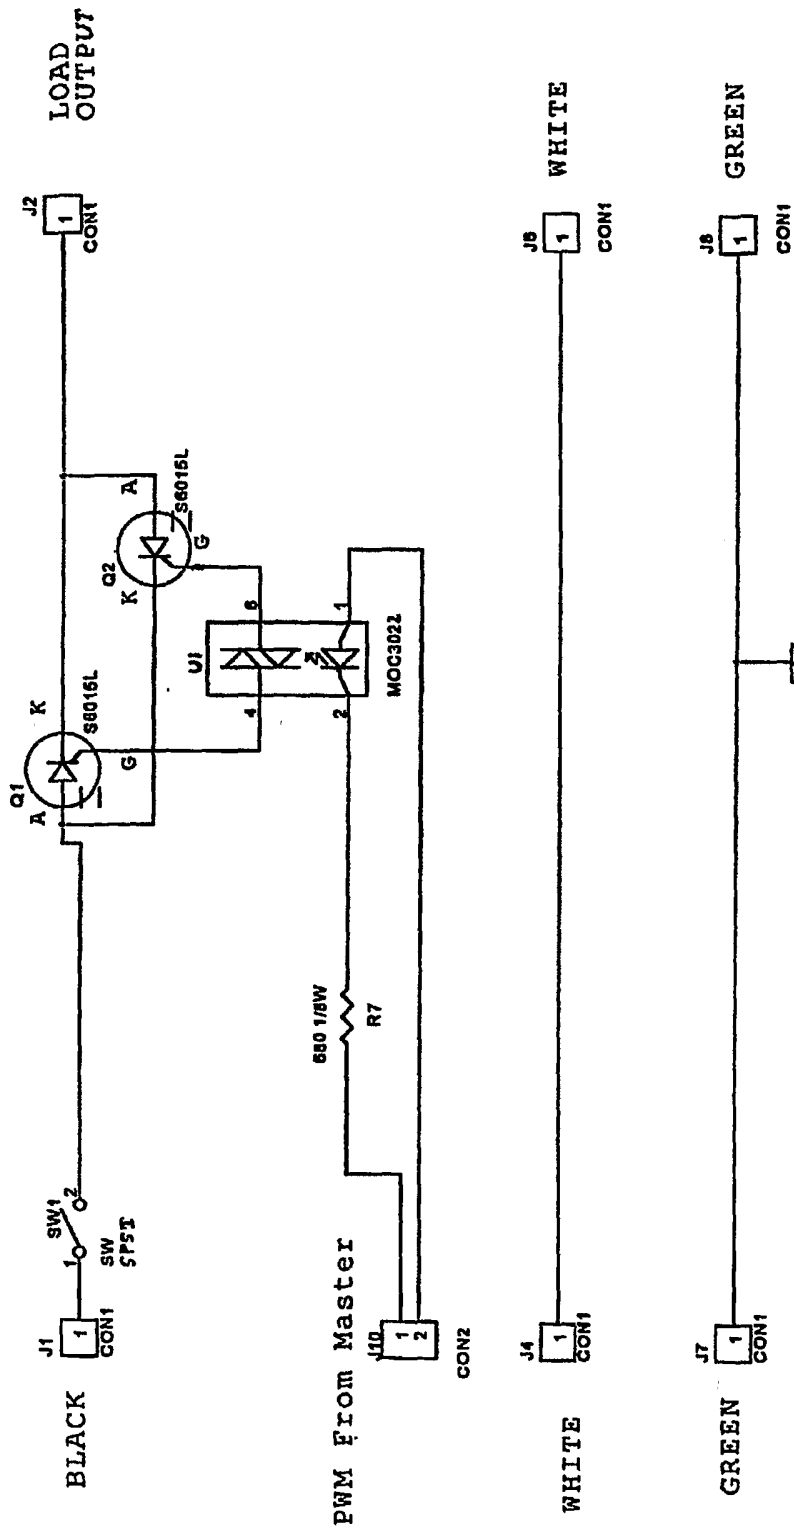 BLACK
J1
1
CON1
1
SW1
2
SW
SPST
A
Q1
K
S6015L
G
Q2
A
K
S6015L
G
J2
1
CON1
LOAD
OUTPUT
U1
4
6
2
1
MOC3022
PWM From Master
J10
1
2
CON2
680 1/8W
R7
WHITE
J4
1
CON1
1
CON1
WHITE
GREEN
J7
1
CON1
J8
1
CON1
GREEN